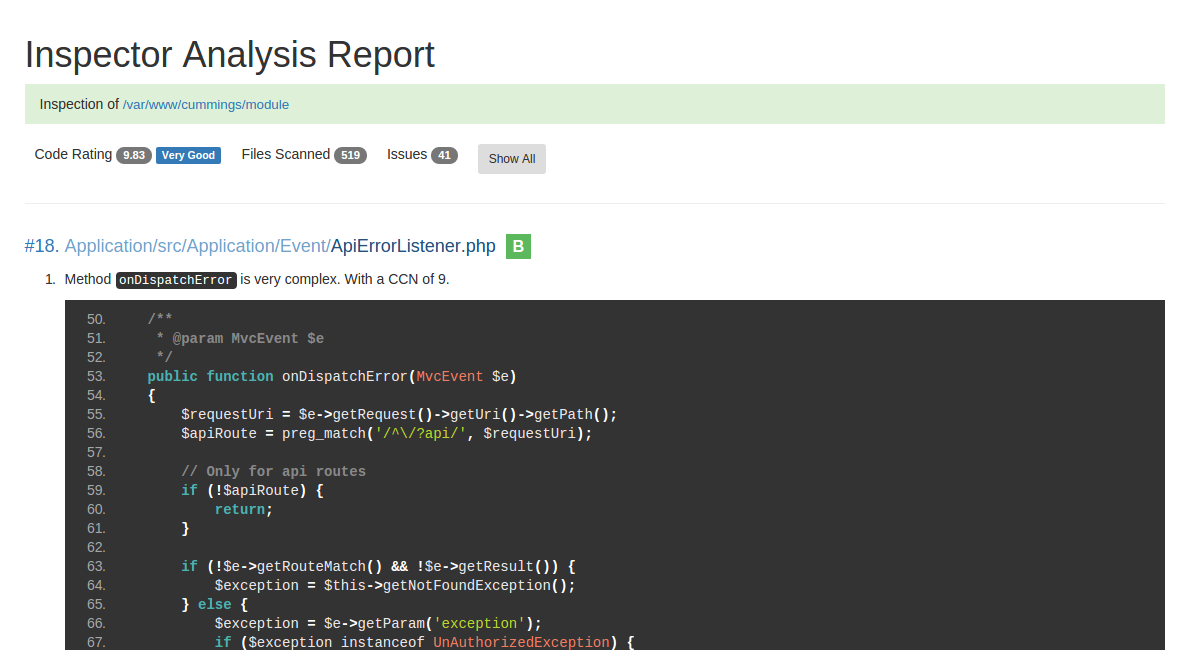 Inspector Analysis Report
Inspection of /var/www/cummings/module
Code Rating 9.83 Very Good Files Scanned 519 Issues 41 Show All
#18. Application/src/Application/Event/ApiErrorListener.php B
1. Method onDispatchError is very complex. With a CCN of 9.
50.     /**
51.      * @param MvcEvent $e
52.      */
53.     public function onDispatchError(MvcEvent $e)
54.     {
55.         $requestUri = $e->getRequest()->getUri()->getPath();
56.         $apiRoute = preg_match('/^\/?api/', $requestUri);
57.
58.         // Only for api routes
59.         if (!$apiRoute) {
60.             return;
61.         }
62.
63.         if (!$e->getRouteMatch() && !$e->getResult()) {
64.             $exception = $this->getNotFoundException();
65.         } else {
66.             $exception = $e->getParam('exception');
67.             if ($exception instanceof UnAuthorizedException) {